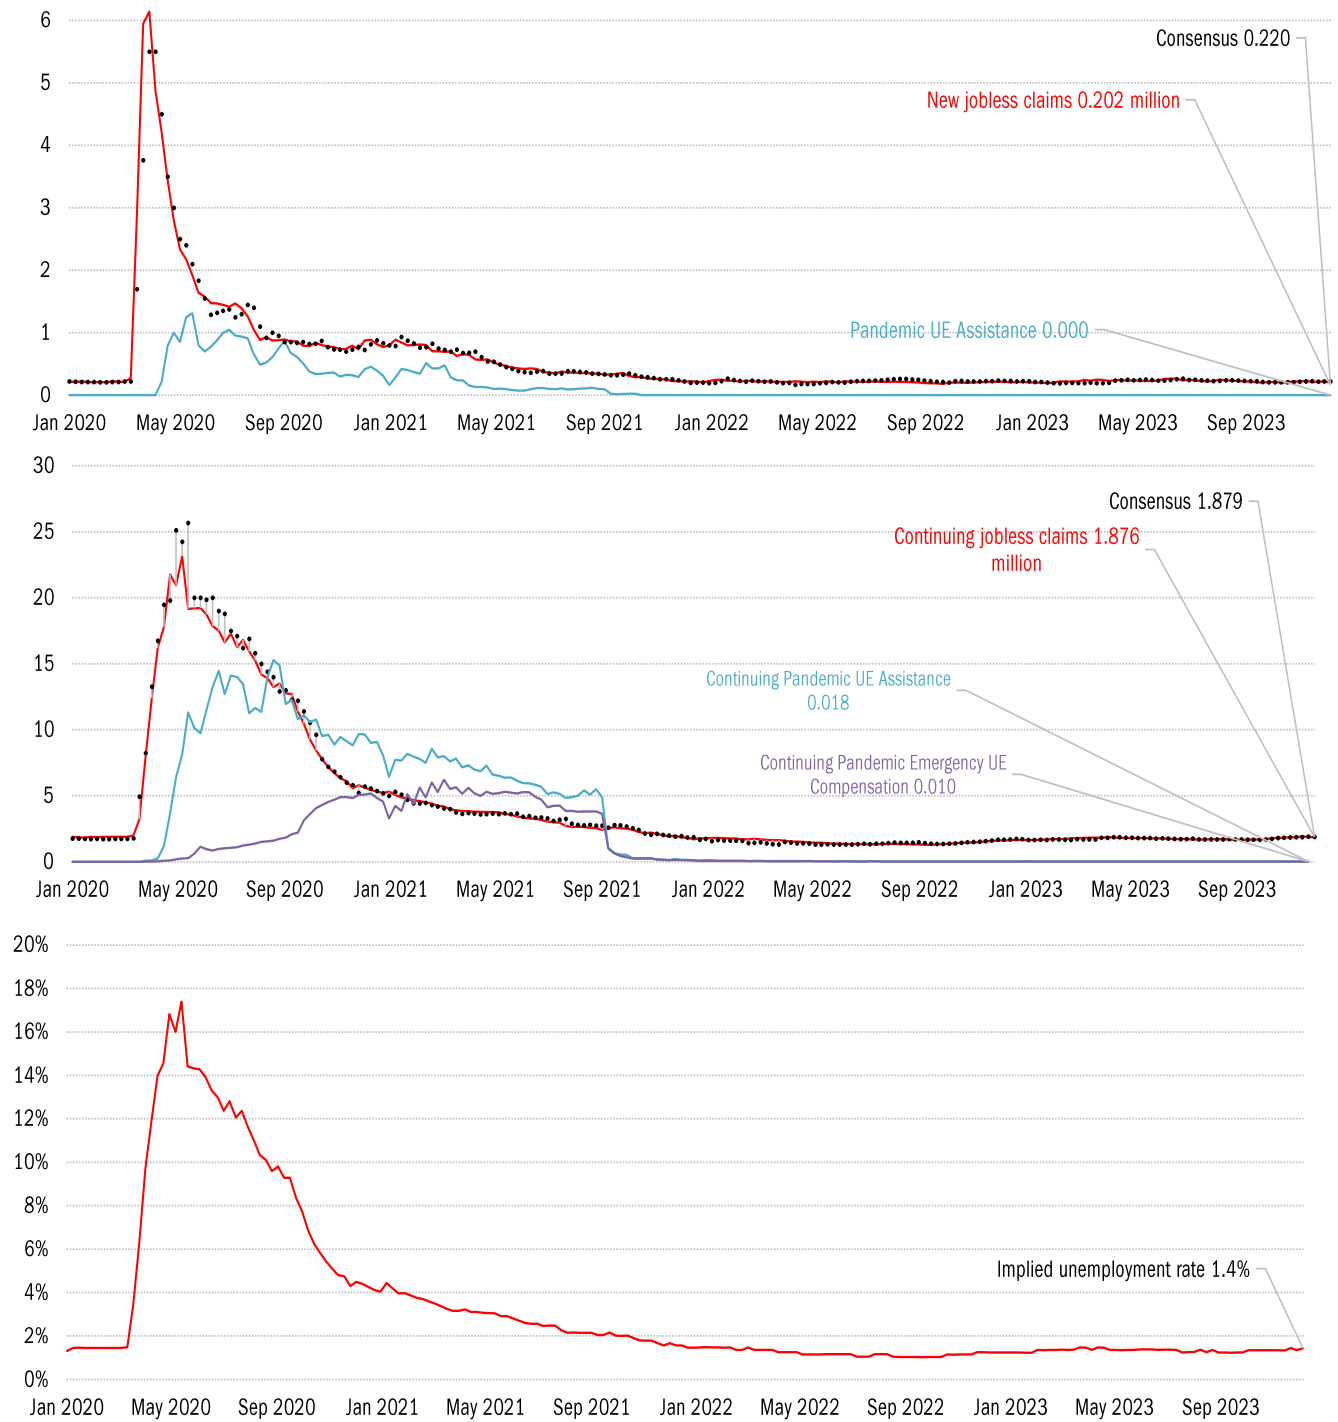 6
Consensus 0.220
5
New jobless claims 0.202 million
4
3
2
Pandemic UE Assistance 0.000
1
0
Jan 2020 May 2020 Sep 2020 Jan 2021 May 2021 Sep 2021 Jan 2022 May 2022 Sep 2022 Jan 2023 May 2023 Sep 2023
30
Consensus 1.879
25
Continuing jobless claims 1.876
million
20
15
Continuing Pandemic UE Assistance
0.018
10
Continuing Pandemic Emergency UE
Compensation 0.010
5
0
Jan 2020 May 2020 Sep 2020 Jan 2021 May 2021 Sep 2021 Jan 2022 May 2022 Sep 2022 Jan 2023 May 2023 Sep 2023
20%
18%
16%
14%
12%
10%
8%
6%
Implied unemployment rate 1.4%
4%
2%
0%
Jan 2020 May 2020 Sep 2020 Jan 2021 May 2021 Sep 2021 Jan 2022 May 2022 Sep 2022 Jan 2023 May 2023 Sep 2023